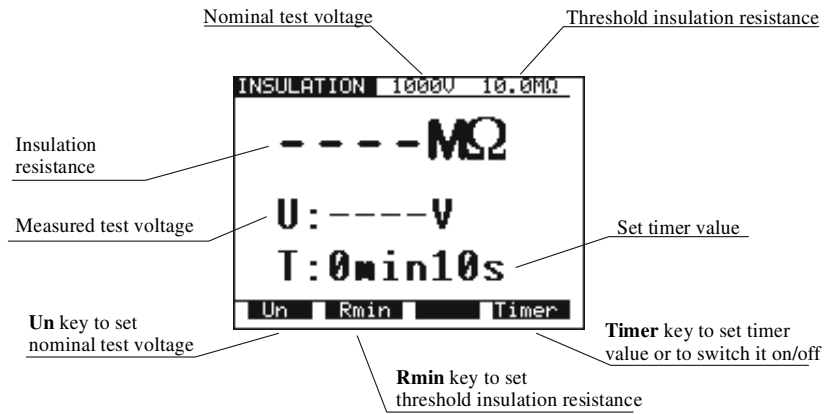 Nominal test voltage
Threshold insulation resistance
INSULATION 1000V 10.0MΩ
Insulation
resistance
----MΩ
Measured test voltage
U:----V
Set timer value
T:0min10s
Un Rmin Timer
Un key to set
nominal test voltage
Timer key to set timer
value or to switch it on/off
Rmin key to set
threshold insulation resistance